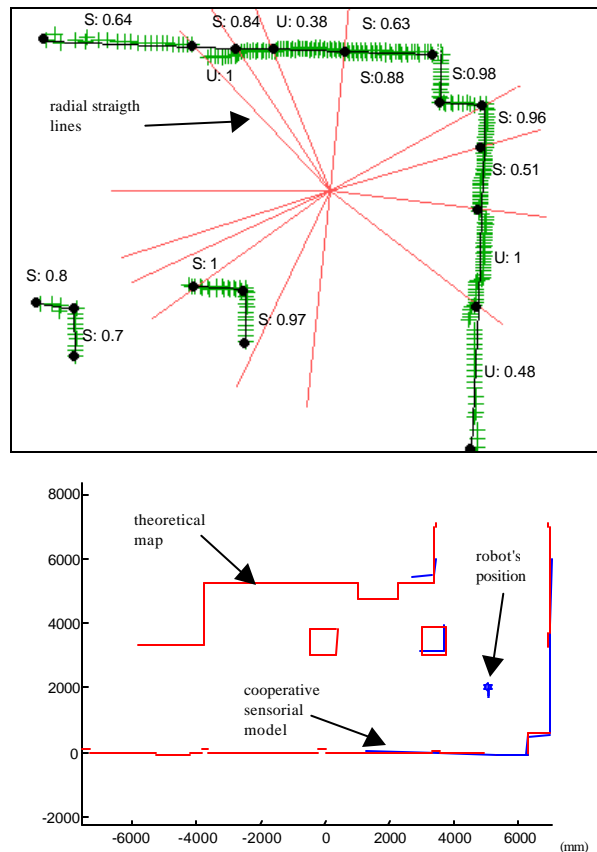 S: 0.64
S: 0.84
U: 0.38
S: 0.63
U: 1
S:0.88
S:0.98
radial straigth
lines
S: 0.96
S: 0.51
U: 1
S: 1
S: 0.8
S: 0.7
S: 0.97
U: 0.48
8000
theoretical
map
robot's
position
6000
4000
2000
cooperative
sensorial
model
0
-2000
-6000
-4000
-2000
0
2000
4000
6000
(mm)